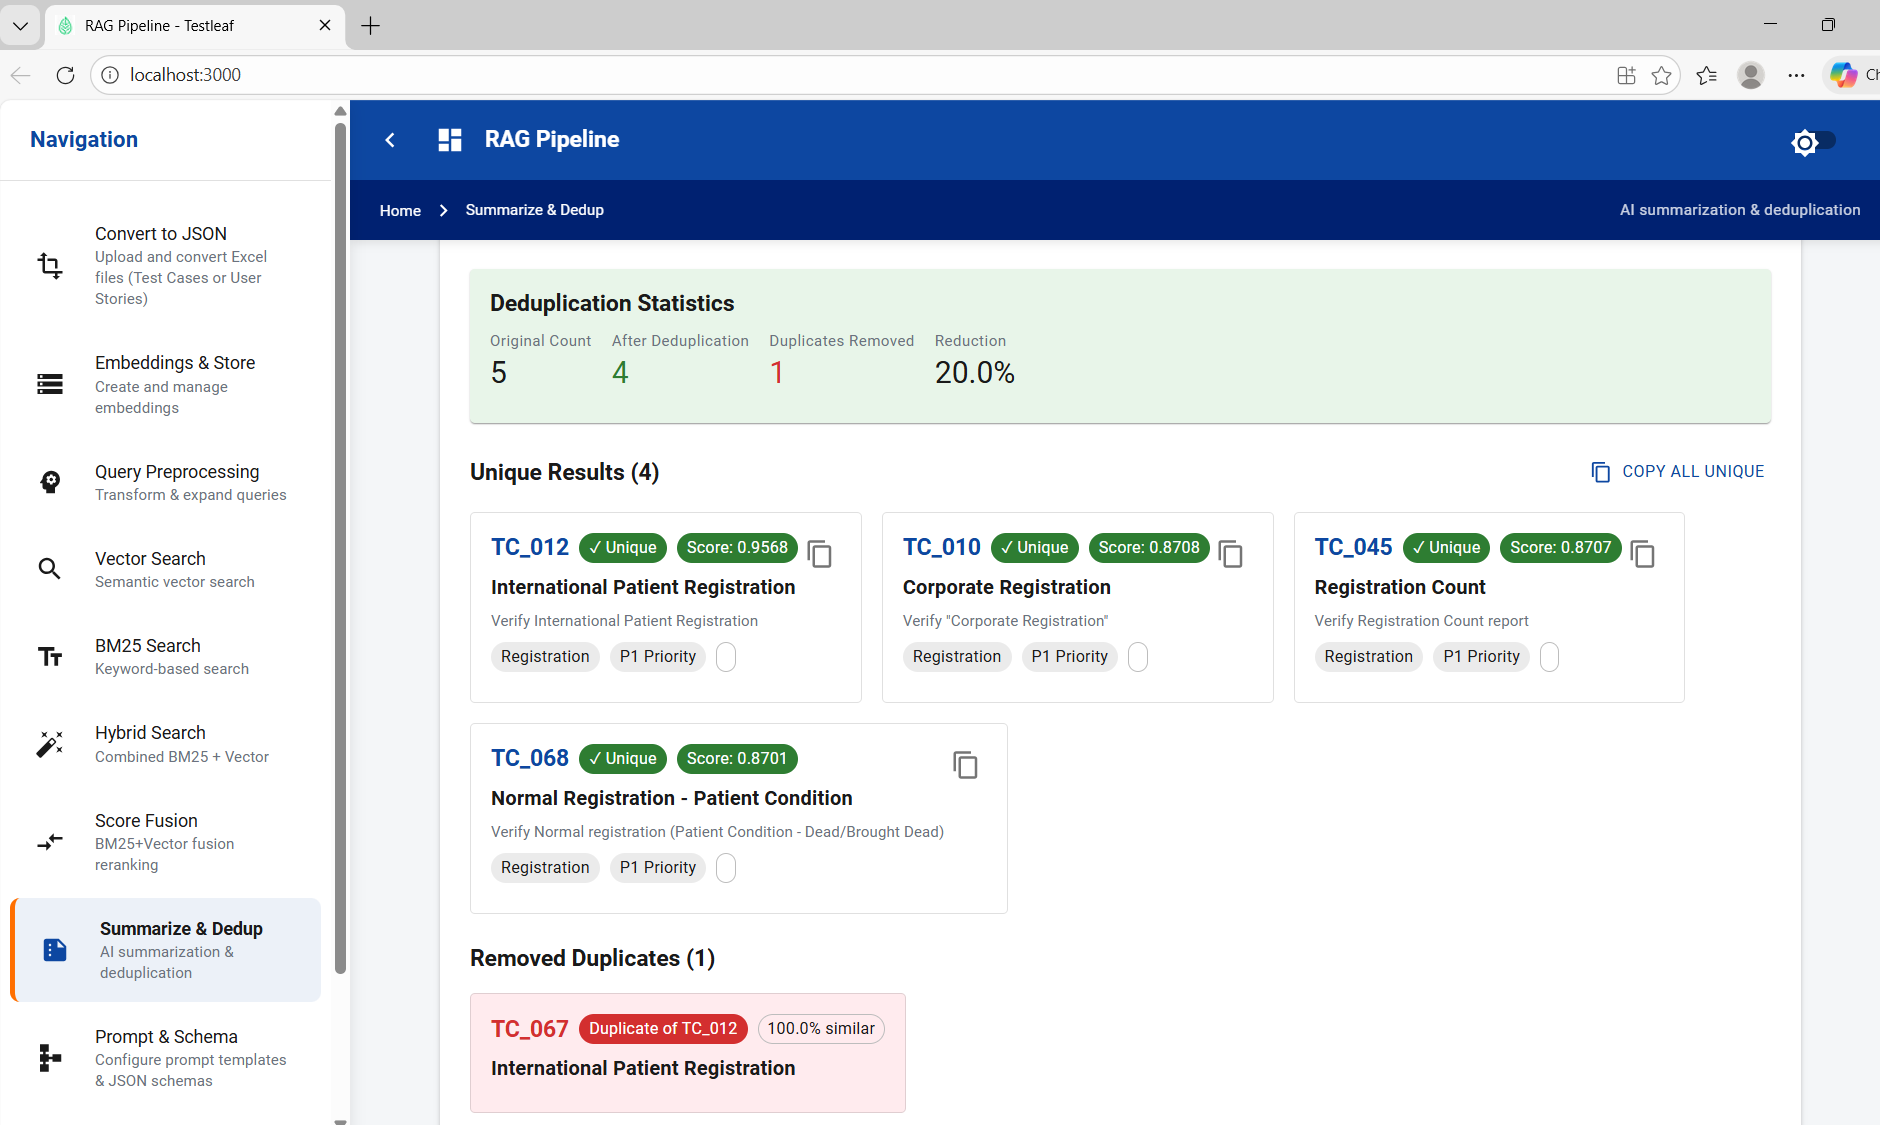 RAG Pipeline - Testleaf
localhost:3000
Navigation
Convert to JSON
Upload and convert Excel
files (Test Cases or User
Stories)
Embeddings & Store
Create and manage
embeddings
Query Preprocessing
Transform & expand queries
Vector Search
Semantic vector search
BM25 Search
Keyword-based search
Hybrid Search
Combined BM25 + Vector
Score Fusion
BM25+Vector fusion
reranking
Summarize & Dedup
AI summarization &
deduplication
Prompt & Schema
Configure prompt templates
& JSON schemas
RAG Pipeline
Home > Summarize & Dedup
AI summarization & deduplication
Deduplication Statistics
Original Count After Deduplication Duplicates Removed Reduction
5 4 1 20.0%
Unique Results (4)
COPY ALL UNIQUE
TC_012 ✓ Unique Score: 0.9568
International Patient Registration
Verify International Patient Registration
Registration P1 Priority
TC_010 ✓ Unique Score: 0.8708
Corporate Registration
Verify "Corporate Registration"
Registration P1 Priority
TC_045 ✓ Unique Score: 0.8707
Registration Count
Verify Registration Count report
Registration P1 Priority
TC_068 ✓ Unique Score: 0.8701
Normal Registration - Patient Condition
Verify Normal registration (Patient Condition - Dead/Brought Dead)
Registration P1 Priority
Removed Duplicates (1)
TC_067 Duplicate of TC_012 100.0% similar
International Patient Registration